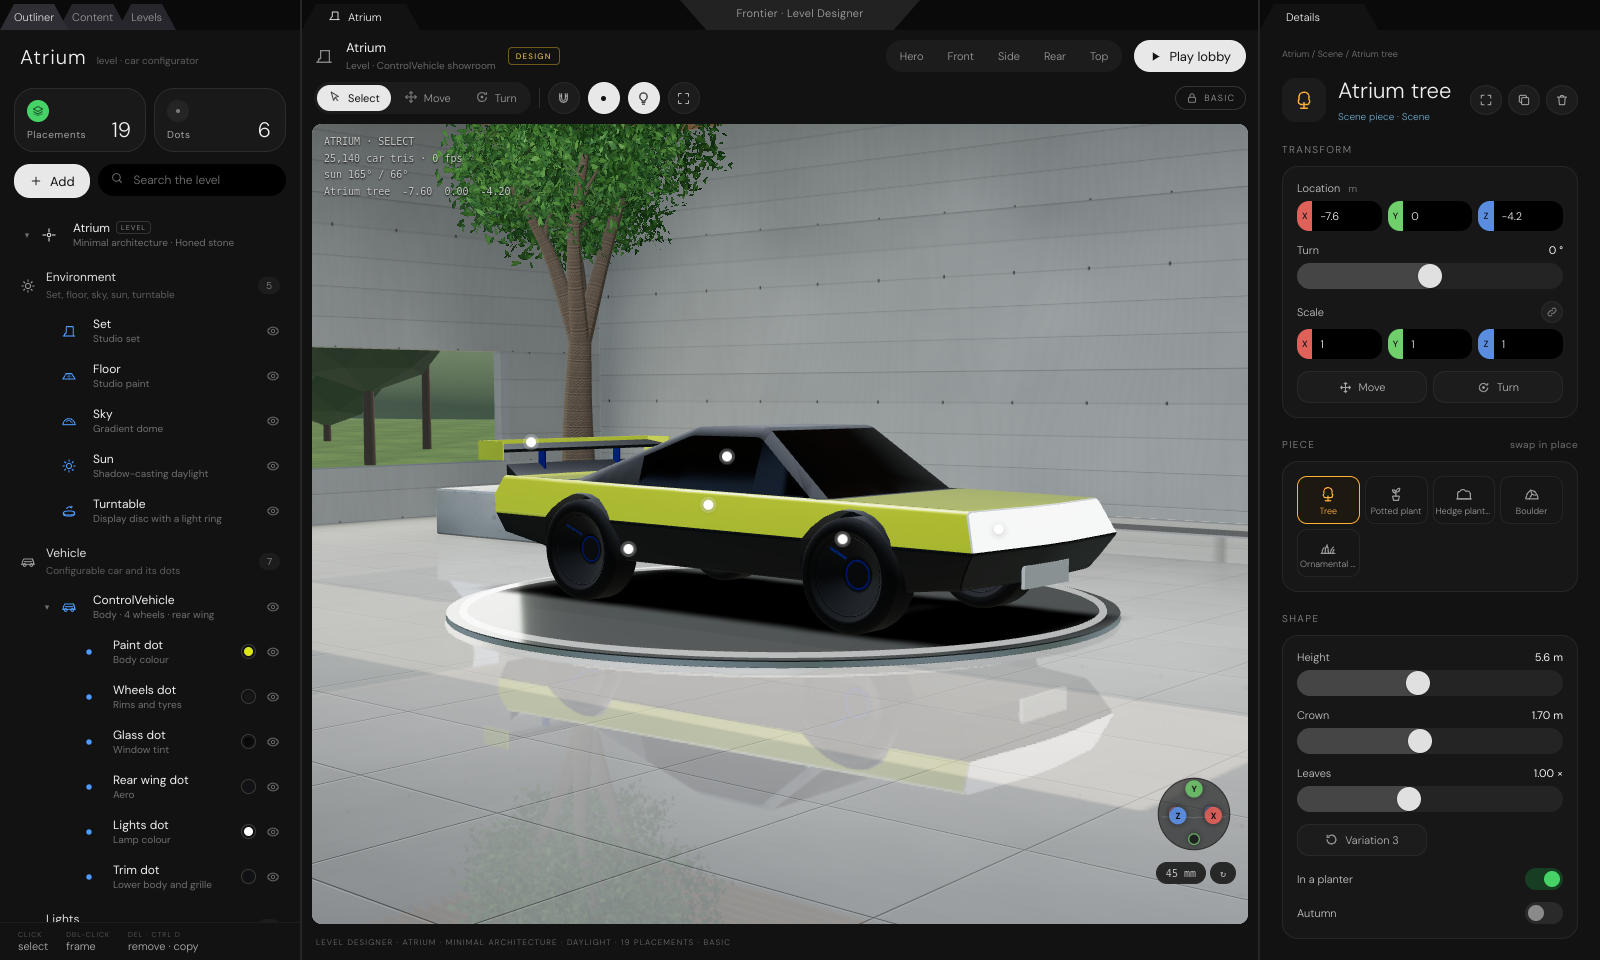 Outliner
Content
Levels
Atrium
Frontier · Level Designer
Details
Atrium
level · car configurator
Placements
19
Dots
6
Add
Search the level
Atrium
LEVEL
Minimal architecture · Honed stone
Environment
Set, floor, sky, sun, turntable
5
Set
Studio set
Floor
Studio paint
Sky
Gradient dome
Sun
Shadow-casting daylight
Turntable
Display disc with a light ring
Vehicle
Configurable car and its dots
7
ControlVehicle
Body · 4 wheels · rear wing
Paint dot
Body colour
Wheels dot
Rims and tyres
Glass dot
Window tint
Rear wing dot
Aero
Lights dot
Lamp colour
Trim dot
Lower body and grille
Lights
CLICK
select
DBL-CLICK
frame
DEL · CTRL D
remove · copy
Atrium
Level · ControlVehicle showroom
DESIGN
Hero
Front
Side
Rear
Top
Play lobby
Select
Move
Turn
BASIC
ATRIUM · SELECT
25,140 car tris · 0 fps
sun 165° / 66°
Atrium tree -7.60 0.00 -4.20
Y
Z
X
45 mm
LEVEL DESIGNER · ATRIUM · MINIMAL ARCHITECTURE · DAYLIGHT · 19 PLACEMENTS · BASIC
Atrium / Scene / Atrium tree
Atrium tree
Scene piece · Scene
TRANSFORM
Location m
X -7.6
Y 0
Z -4.2
Turn
0 °
Scale
X 1
Y 1
Z 1
Move
Turn
PIECE
swap in place
Tree
Potted plant
Hedge plant...
Boulder
Ornamental ...
SHAPE
Height
5.6 m
Crown
1.70 m
Leaves
1.00 ×
Variation 3
In a planter
Autumn